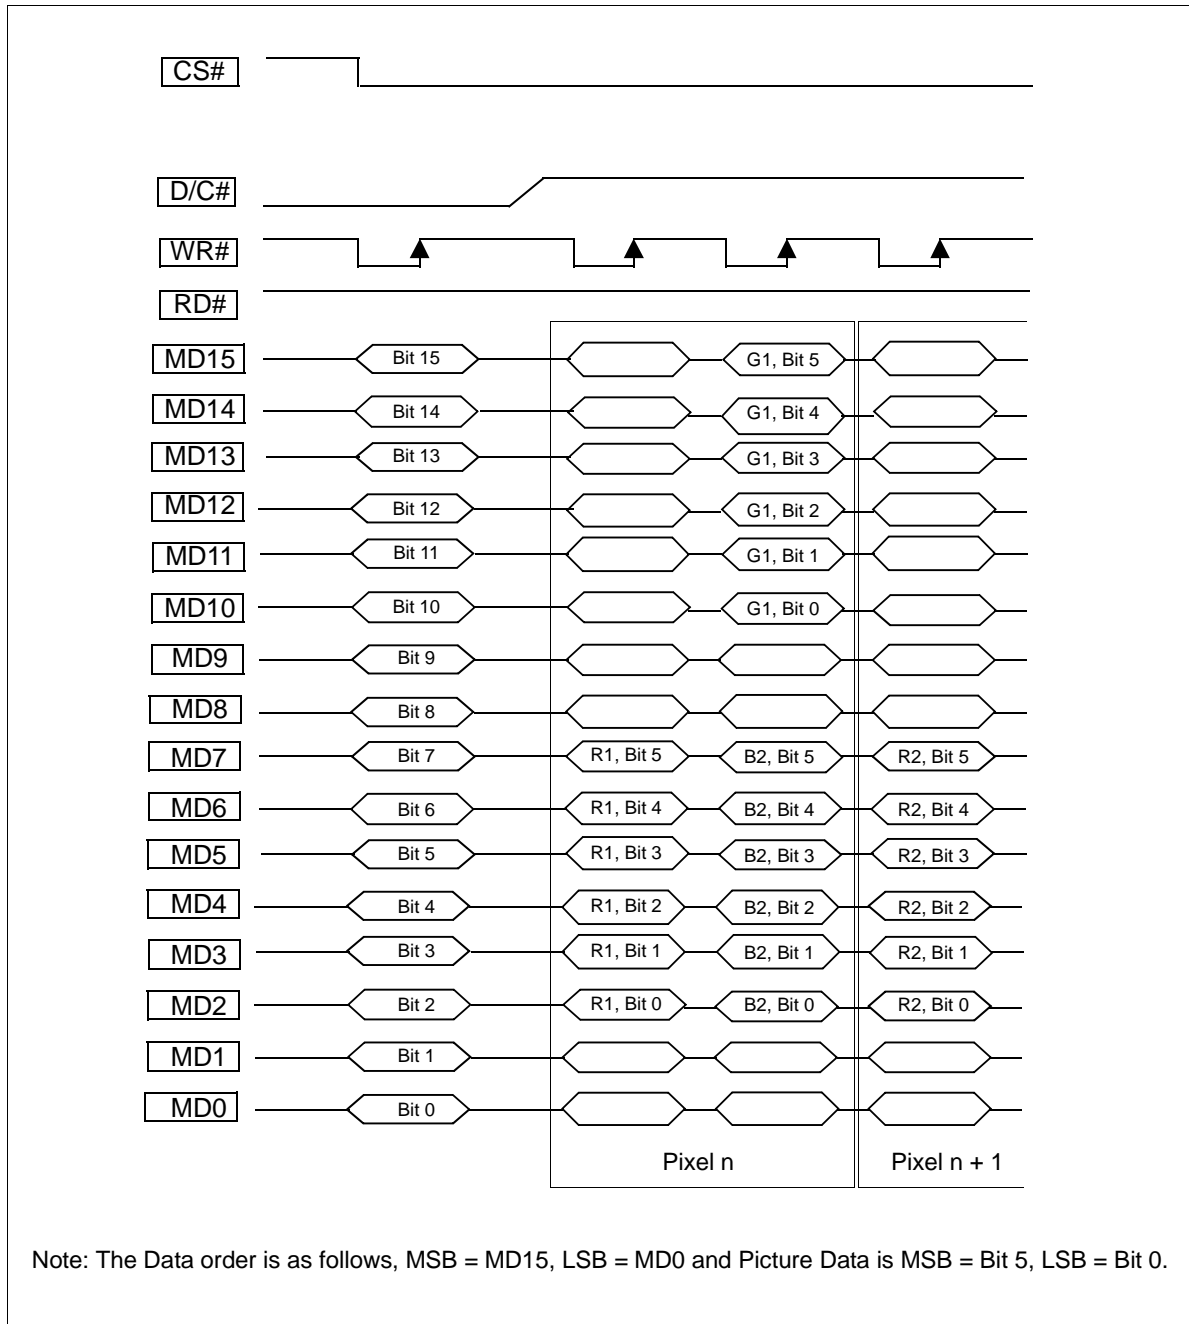 CS#
D/C#
WR#
RD#
MD15 Bit 15 G1, Bit 5
MD14 Bit 14 G1, Bit 4
MD13 Bit 13 G1, Bit 3
MD12 Bit 12 G1, Bit 2
MD11 Bit 11 G1, Bit 1
MD10 Bit 10 G1, Bit 0
MD9 Bit 9
MD8 Bit 8
MD7 Bit 7 R1, Bit 5 B2, Bit 5 R2, Bit 5
MD6 Bit 6 R1, Bit 4 B2, Bit 4 R2, Bit 4
MD5 Bit 5 R1, Bit 3 B2, Bit 3 R2, Bit 3
MD4 Bit 4 R1, Bit 2 B2, Bit 2 R2, Bit 2
MD3 Bit 3 R1, Bit 1 B2, Bit 1 R2, Bit 1
MD2 Bit 2 R1, Bit 0 B2, Bit 0 R2, Bit 0
MD1 Bit 1
MD0 Bit 0
Pixel n Pixel n + 1
Note: The Data order is as follows, MSB = MD15, LSB = MD0 and Picture Data is MSB = Bit 5, LSB = Bit 0.